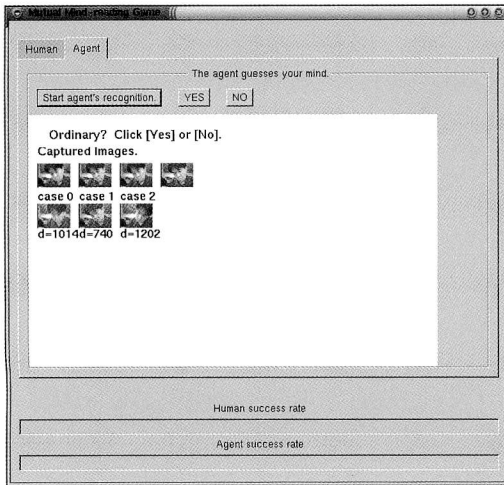 Mutual Mind-reading Game
Human Agent
The agent guesses your mind.
Start agent's recognition. YES NO
Ordinary? Click [Yes] or [No].
Captured Images.
case 0 case 1 case 2
d=1014 d=740 d=1202
Human success rate
Agent success rate